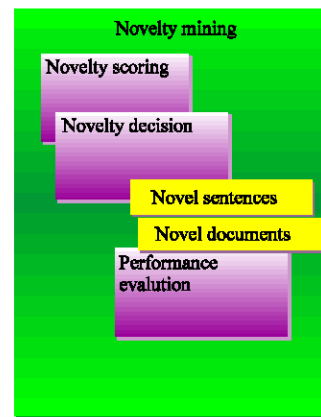 Novelty mining
Novelty scoring
Novelty decision
Novel sentences
Novel documents
Performance
evalution